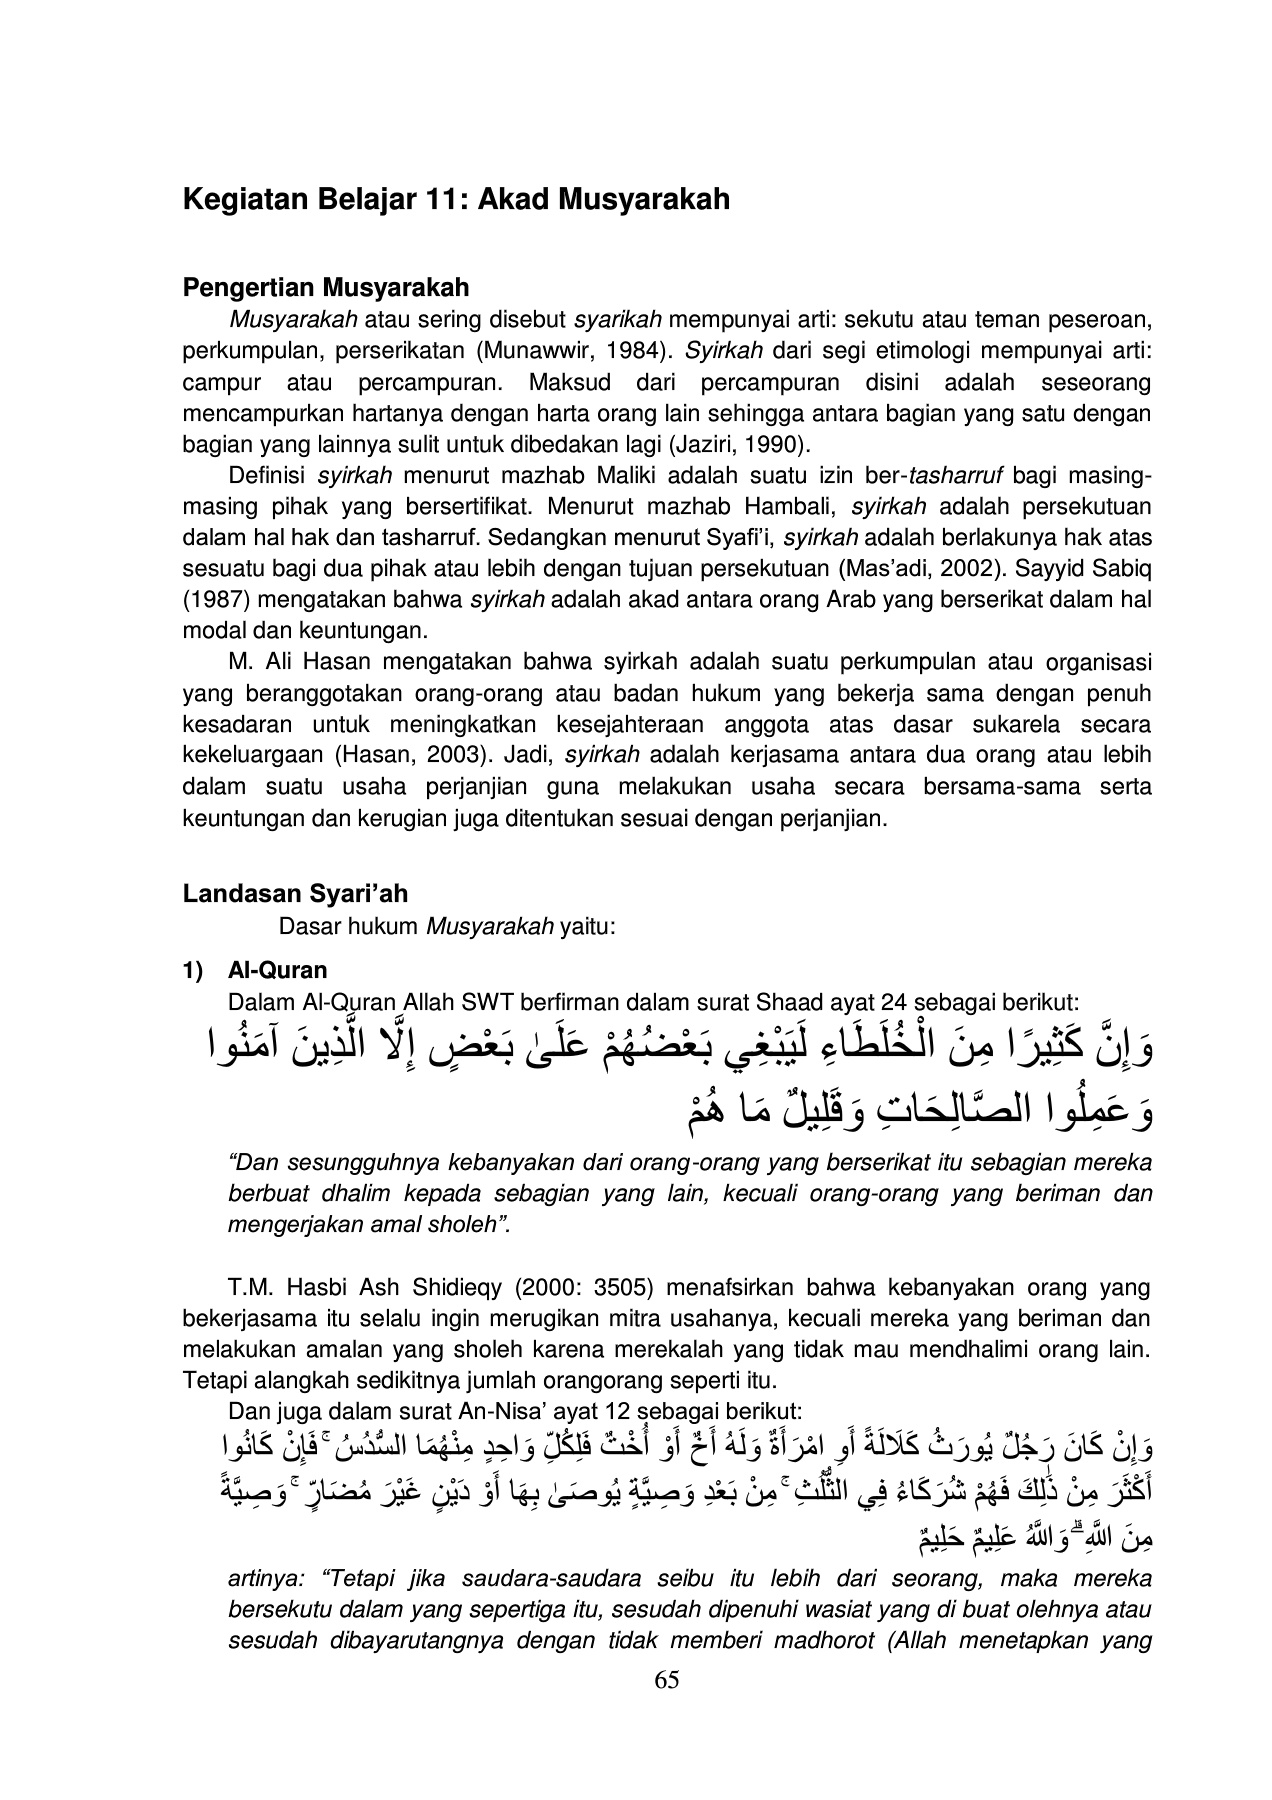 Kegiatan Belajar 11: Akad Musyarakah
Pengertian Musyarakah
Musyarakah atau sering disebut syarikah mempunyai arti: sekutu atau teman peseroan,
perkumpulan, perserikatan (Munawwir, 1984). Syirkah dari segi etimologi mempunyai arti:
campur atau percampuran. Maksud dari percampuran disini adalah seseorang
mencampurkan hartanya dengan harta orang lain sehingga antara bagian yang satu dengan
bagian yang lainnya sulit untuk dibedakan lagi (Jaziri, 1990).
Definisi syirkah menurut mazhab Maliki adalah suatu izin ber-tasharruf bagi masing-
masing pihak yang bersertifikat. Menurut mazhab Hambali, syirkah adalah persekutuan
dalam hal hak dan tasharruf. Sedangkan menurut Syafi’i, syirkah adalah berlakunya hak atas
sesuatu bagi dua pihak atau lebih dengan tujuan persekutuan (Mas’adi, 2002). Sayyid Sabiq
(1987) mengatakan bahwa syirkah adalah akad antara orang Arab yang berserikat dalam hal
modal dan keuntungan.
M. Ali Hasan mengatakan bahwa syirkah adalah suatu perkumpulan atau organisasi
yang beranggotakan orang-orang atau badan hukum yang bekerja sama dengan penuh
kesadaran untuk meningkatkan kesejahteraan anggota atas dasar sukarela secara
kekeluargaan (Hasan, 2003). Jadi, syirkah adalah kerjasama antara dua orang atau lebih
dalam suatu usaha perjanjian guna melakukan usaha secara bersama-sama serta
keuntungan dan kerugian juga ditentukan sesuai dengan perjanjian.
Landasan Syari’ah
Dasar hukum Musyarakah yaitu:
1) Al-Quran
Dalam Al-Quran Allah SWT berfirman dalam surat Shaad ayat 24 sebagai berikut:
وَإِنَّ كَثِيرًا مِنَ الْخُلَطَاءِ لَيَبْغِي بَعْضُهُمْ عَلَىٰ بَعْضٍ إِلَّا الَّذِينَ آمَنُوا
وَعَمِلُوا الصَّالِحَاتِ وَقَلِيلٌ مَا هُمْ
“Dan sesungguhnya kebanyakan dari orang-orang yang berserikat itu sebagian mereka
berbuat dhalim kepada sebagian yang lain, kecuali orang-orang yang beriman dan
mengerjakan amal sholeh”.
T.M. Hasbi Ash Shidieqy (2000: 3505) menafsirkan bahwa kebanyakan orang yang
bekerjasama itu selalu ingin merugikan mitra usahanya, kecuali mereka yang beriman dan
melakukan amalan yang sholeh karena merekalah yang tidak mau mendhalimi orang lain.
Tetapi alangkah sedikitnya jumlah orangorang seperti itu.
Dan juga dalam surat An-Nisa’ ayat 12 sebagai berikut:
وَإِنْ كَانَ رَجُلٌ يُورَثُ كَلَالَةً أَوِ امْرَأَةٌ وَلَهُ أَخٌ أَوْ أُخْتٌ فَلِكُلِّ وَاحِدٍ مِنْهُمَا السُّدُسُ ۚ فَإِنْ كَانُوا
أَكْثَرَ مِنْ ذَٰلِكَ فَهُمْ شُرَكَاءُ فِي الثُّلُثِ ۚ مِنْ بَعْدِ وَصِيَّةٍ يُوصَىٰ بِهَا أَوْ دَيْنٍ غَيْرَ مُضَارٍّ ۚ وَصِيَّةً
مِنَ اللَّهِ ۗ وَاللَّهُ عَلِيمٌ حَلِيمٌ
artinya: “Tetapi jika saudara-saudara seibu itu lebih dari seorang, maka mereka
bersekutu dalam yang sepertiga itu, sesudah dipenuhi wasiat yang di buat olehnya atau
sesudah dibayarutangnya dengan tidak memberi madhorot (Allah menetapkan yang
65